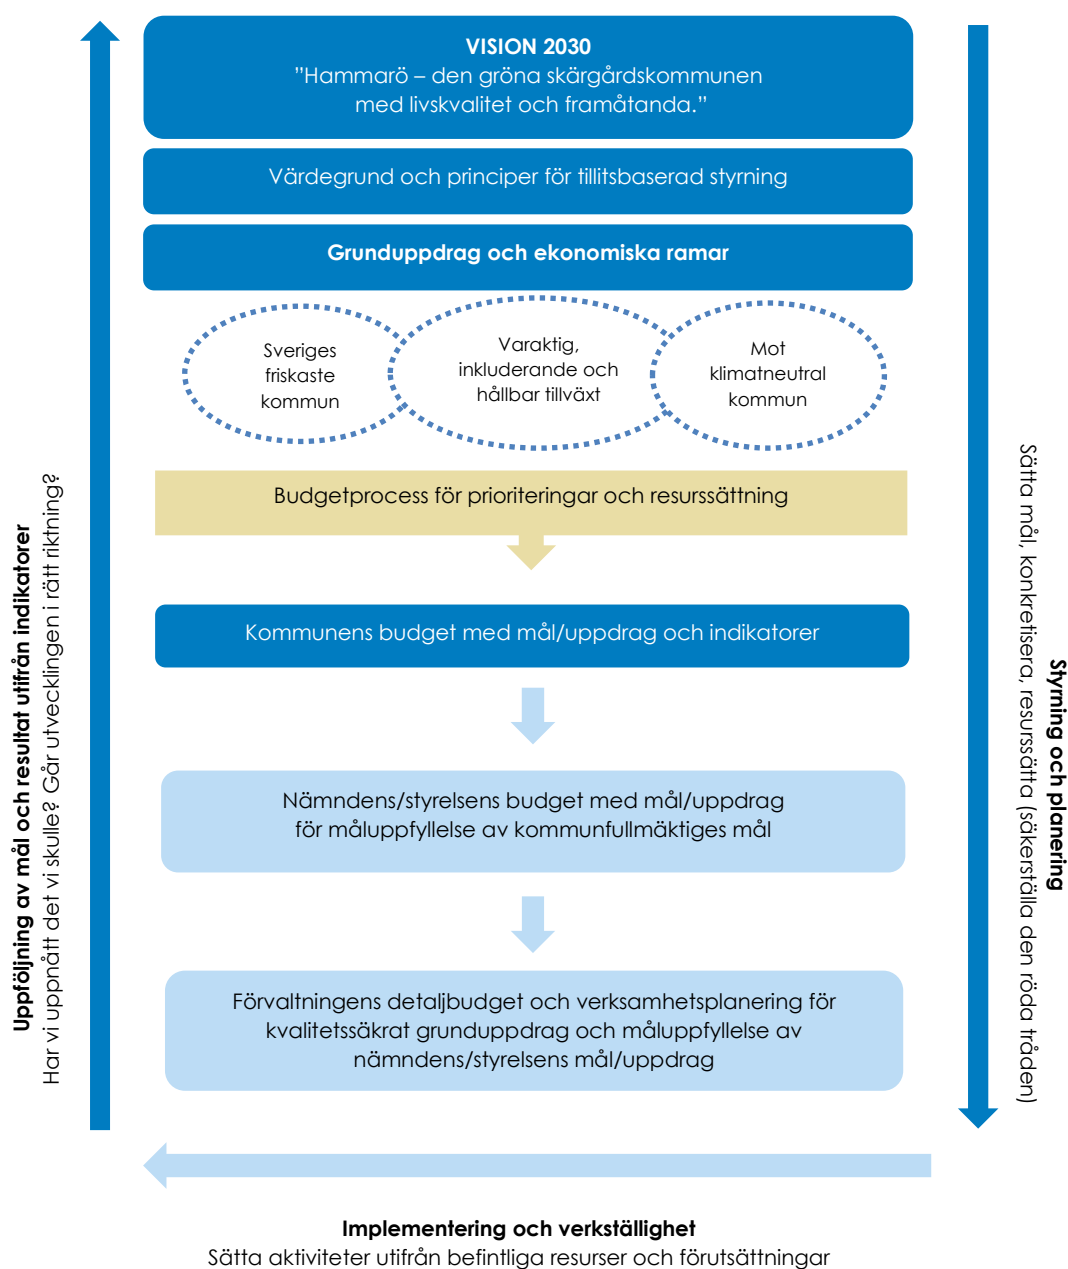 VISION 2030
”Hammarö – den gröna skärgårdskommunen
med livskvalitet och framåtanda.”
Värdegrund och principer för tillitsbaserad styrning
Grunduppdrag och ekonomiska ramar
Sveriges
friskaste
kommun
Varaktig,
inkluderande och
hållbar tillväxt
Mot
klimatneutral
kommun
Budgetprocess för prioriteringar och resurssättning
Kommunens budget med mål/uppdrag och indikatorer
Nämndens/styrelsens budget med mål/uppdrag
för måluppfyllelse av kommunfullmäktiges mål
Förvaltningens detaljbudget och verksamhetsplanering för
kvalitetssäkrat grunduppdrag och måluppfyllelse av
nämndens/styrelsens mål/uppdrag
Styrning och planering
Sätta mål, konkretisera, resurssätta (säkerställa den röda tråden)
Implementering och verkställighet
Sätta aktiviteter utifrån befintliga resurser och förutsättningar
Uppföljning av mål och resultat utifrån indikatorer
Har vi uppnått det vi skulle? Går utvecklingen i rätt riktning?